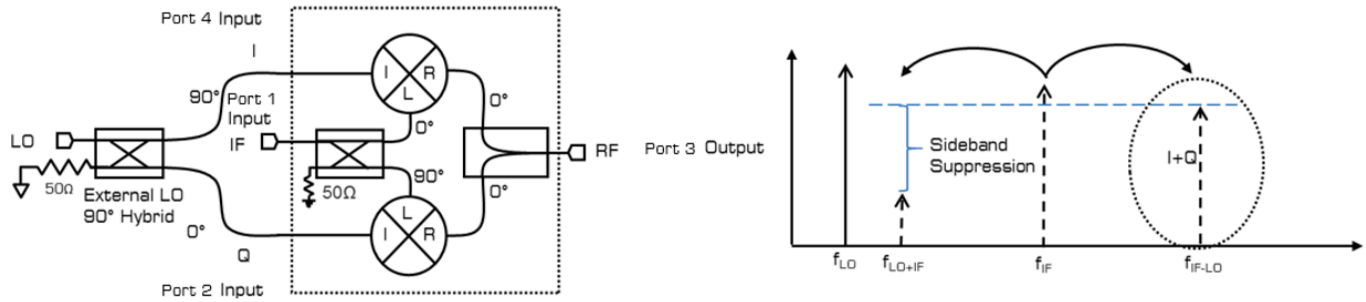 Port 4 Input
I
90°
Port 1
Input
LO
IF
50Ω
External LO
90° Hybrid
0°
Q
Port 2 Input
50Ω
I
R
L
0°
90°
L
I
R
0°
0°
RF
Port 3 Output
Sideband
Suppression
I+Q
fLO
fLO+IF
fIF
fIF-LO